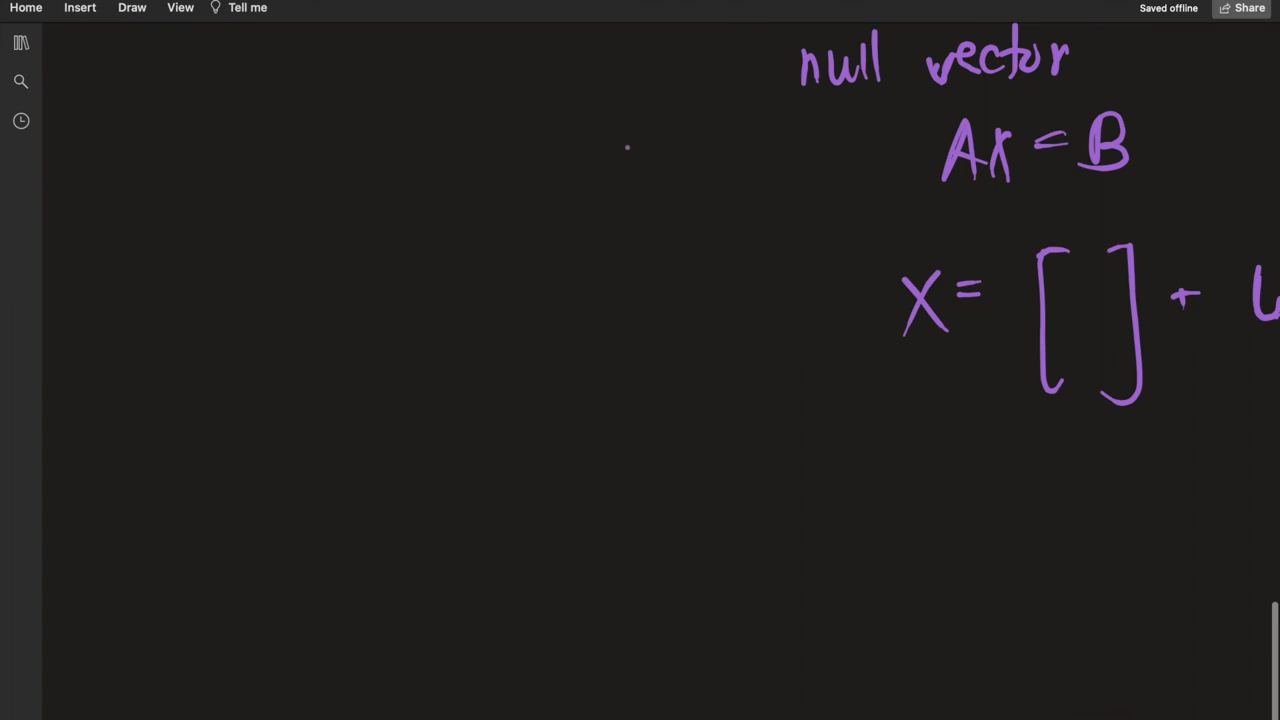 Home Insert Draw View Tell me Saved offline Share
null vector
Ax = B
X = [ ] +